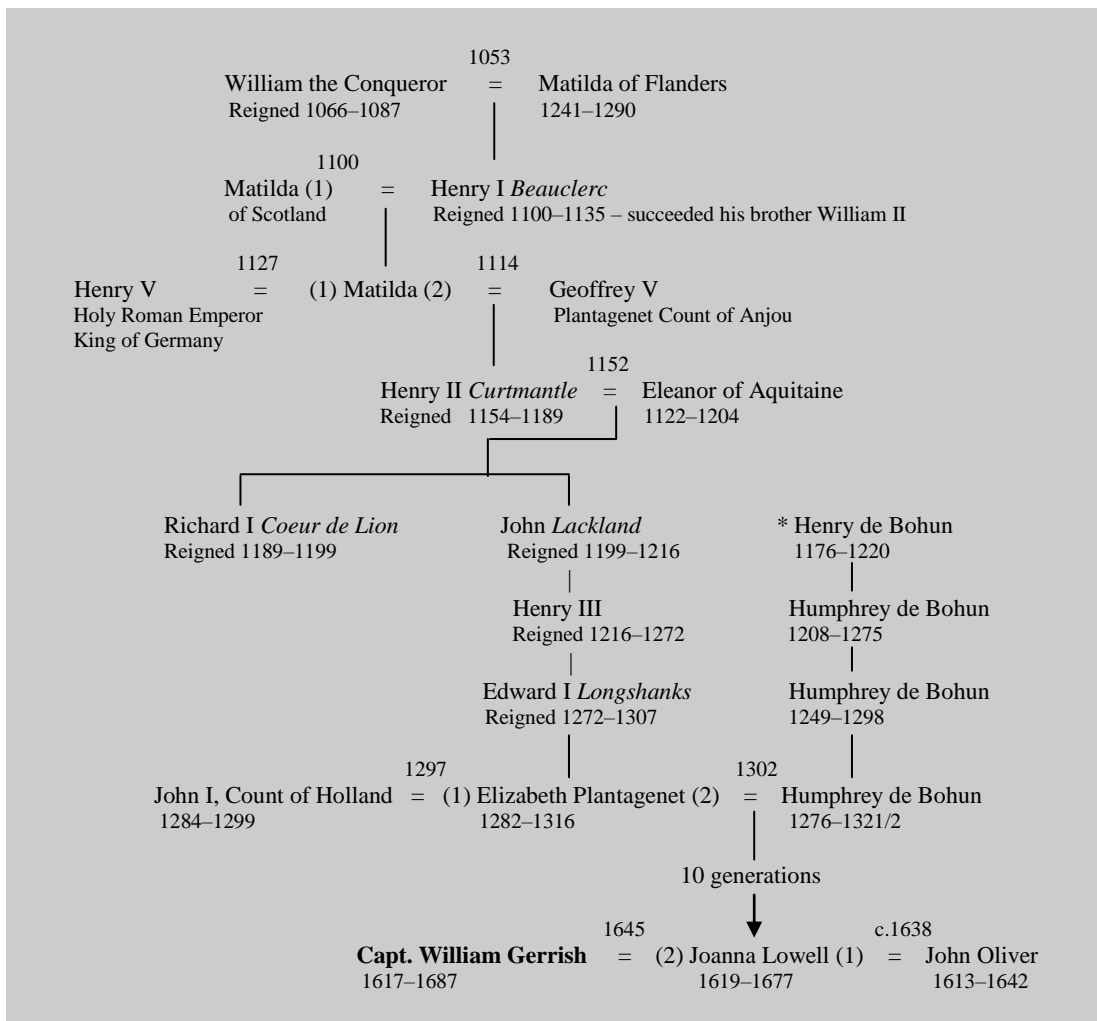 1053
William the Conqueror = Matilda of Flanders
Reigned 1066–1087 1241–1290
1100
Matilda (1) = Henry I Beauclerc
of Scotland Reigned 1100–1135 – succeeded his brother William II
1127 1114
Henry V = (1) Matilda (2) = Geoffrey V
Holy Roman Emperor Plantagenet Count of Anjou
King of Germany
1152
Henry II Curtmantle = Eleanor of Aquitaine
Reigned 1154–1189 1122–1204
Richard I Coeur de Lion John Lackland * Henry de Bohun
Reigned 1189–1199 Reigned 1199–1216 1176–1220
Henry III Humphrey de Bohun
Reigned 1216–1272 1208–1275
Edward I Longshanks Humphrey de Bohun
Reigned 1272–1307 1249–1298
1297 1302
John I, Count of Holland = (1) Elizabeth Plantagenet (2) = Humphrey de Bohun
1284–1299 1282–1316 1276–1321/2
10 generations
1645 c.1638
Capt. William Gerrish = (2) Joanna Lowell (1) = John Oliver
1617–1687 1619–1677 1613–1642